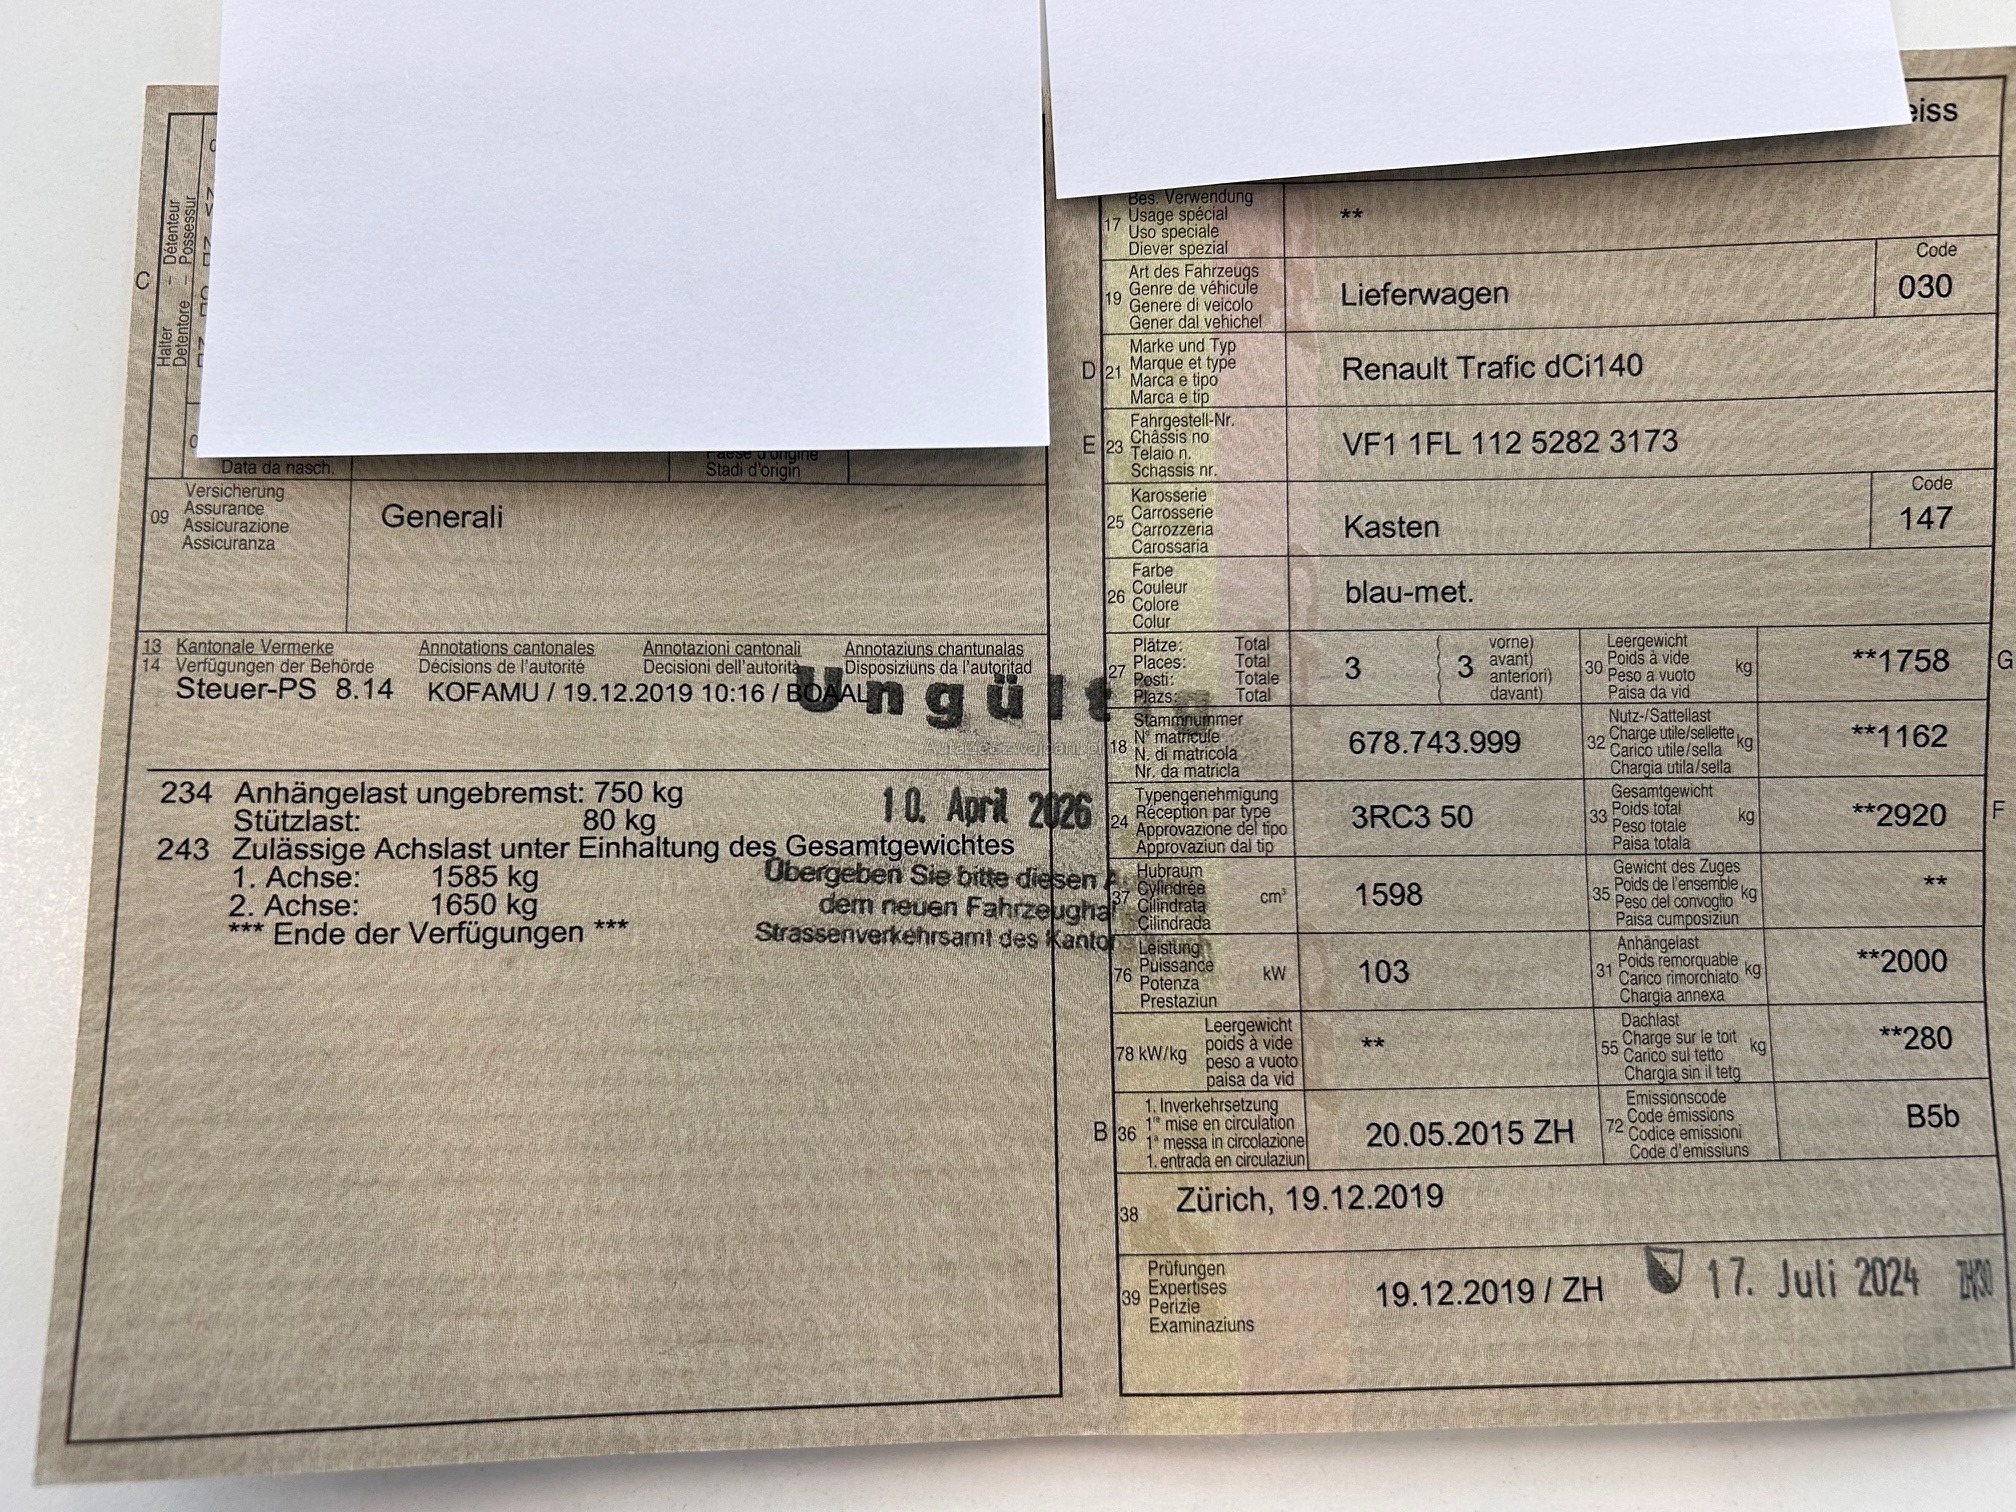 eiss
C
Halter – Détenteur
Detentore – Possessur
Data da nasch.
Stadi d'origin
09
Versicherung
Assurance
Assicurazione
Assicuranza
Generali
13 Kantonale Vermerke Annotations cantonales Annotazioni cantonali Annotaziuns chantunalas
14 Verfügungen der Behörde Décisions de l'autorité Decisioni dell'autorità Disposiziuns da l'autoritad
Steuer-PS 8.14 KOFAMU / 19.12.2019 10:16 / BOAAL
Ungültig
234 Anhängelast ungebremst: 750 kg
Stützlast: 80 kg
10. April 2026
243 Zulässige Achslast unter Einhaltung des Gesamtgewichtes
1. Achse: 1585 kg
2. Achse: 1650 kg
*** Ende der Verfügungen ***
Übergeben Sie bitte diesen A
dem neuen Fahrzeugha
Strassenverkehrsamt des Kanto
17
Bes. Verwendung
Usage spécial
Uso speciale
Diever spezial
**
19
Art des Fahrzeugs
Genre de véhicule
Genere di veicolo
Gener dal vehichel
Lieferwagen
Code
030
D 21
Marke und Typ
Marque et type
Marca e tipo
Marca e tip
Renault Trafic dCi140
E 23
Fahrgestell-Nr.
Châssis no
Telaio n.
Schassis nr.
VF1 1FL 112 5282 3173
25
Karosserie
Carrosserie
Carrozzeria
Carossaria
Kasten
Code
147
26
Farbe
Couleur
Colore
Colur
blau-met.
27
Plätze: Total
Places: Total
Posti: Totale
Plazs: Total
3
3
vorne)
avant)
anteriori)
davant)
30
Leergewicht
Poids à vide
Peso a vuoto
Paisa da vid
kg
**1758
G
18
Stammnummer
N° matricule
N. di matricola
Nr. da matricla
678.743.999
32
Nutz-/Sattellast
Charge utile/sellette
Carico utile/sella
Chargia utila/sella
kg
**1162
24
Typengenehmigung
Réception par type
Approvazione del tipo
Approvaziun dal tip
3RC3 50
33
Gesamtgewicht
Poids total
Peso totale
Paisa totala
kg
**2920
F
37
Hubraum
Cylindrée
Cilindrata
Cilindrada
cm³
1598
35
Gewicht des Zuges
Poids de l'ensemble
Peso del convoglio
Paisa cumposiziun
kg
**
76
Leistung
Puissance
Potenza
Prestaziun
kW
103
31
Anhängelast
Poids remorquable
Carico rimorchiato
Chargia annexa
kg
**2000
78 kW/kg
Leergewicht
poids à vide
peso a vuoto
paisa da vid
**
55
Dachlast
Charge sur le toit
Carico sul tetto
Chargia sin il tetg
kg
**280
B 36
1. Inverkehrsetzung
1re mise en circulation
1a messa in circolazione
1. entrada en circulaziun
20.05.2015 ZH
72
Emissionscode
Code émissions
Codice emissioni
Code d'emissiuns
B5b
38
Zürich, 19.12.2019
39
Prüfungen
Expertises
Perizie
Examinaziuns
19.12.2019 / ZH
17. Juli 2024
ZH30